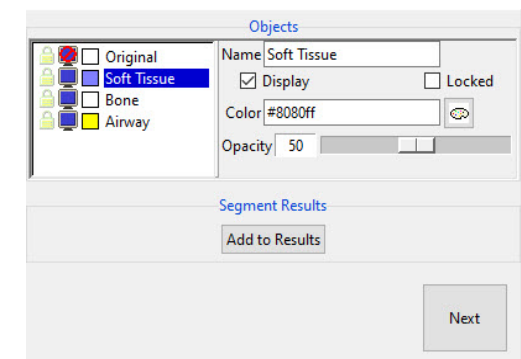 Objects
Original
Soft Tissue
Bone
Airway
Name Soft Tissue
Display Locked
Color #8080ff
Opacity 50
Segment Results
Add to Results
Next